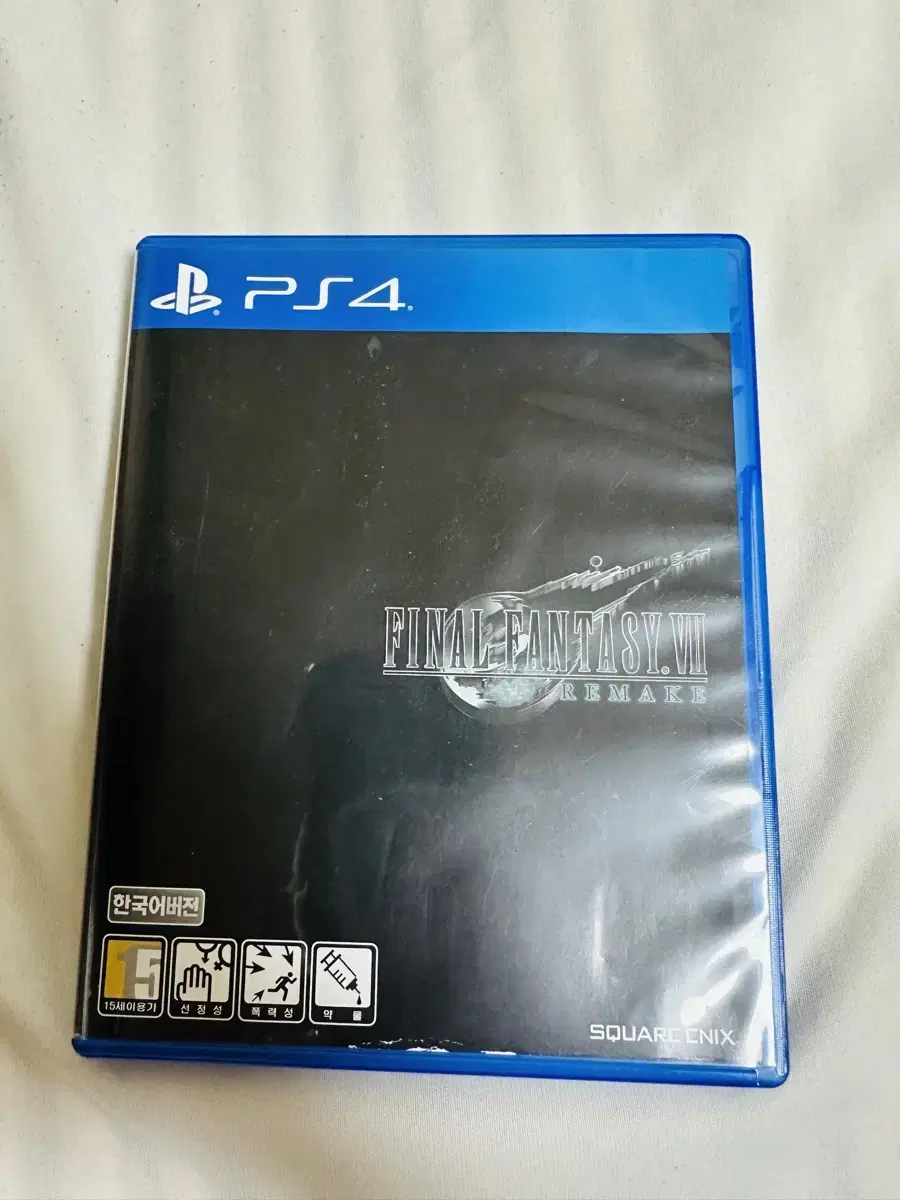 PS4
FINAL FANTASY VII
REMAKE
한국어버전
15
15세이용가
선정성
폭력성
약물
SQUARE ENIX